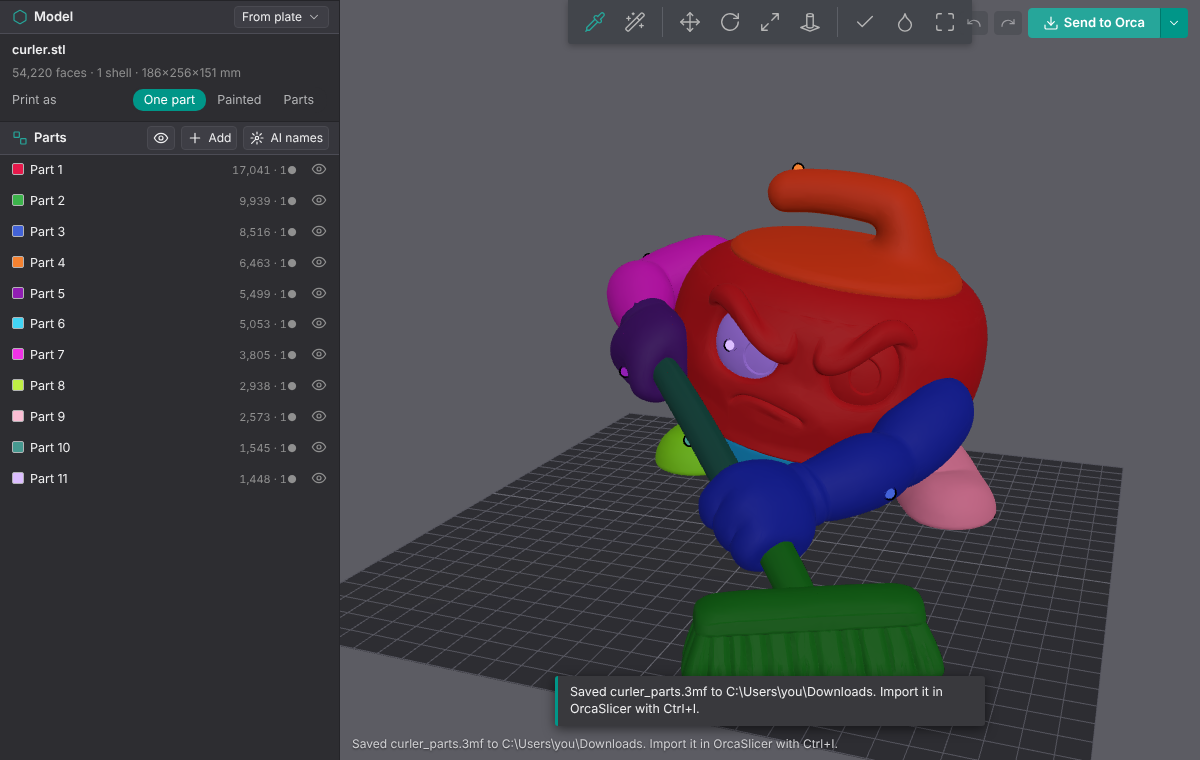 Model
From plate
Send to Orca
curler.stl
54,220 faces · 1 shell · 186×256×151 mm
Print as
One part
Painted
Parts
Parts
Add
AI names
Part 1
17,041 · 1
Part 2
9,939 · 1
Part 3
8,516 · 1
Part 4
6,463 · 1
Part 5
5,499 · 1
Part 6
5,053 · 1
Part 7
3,805 · 1
Part 8
2,938 · 1
Part 9
2,573 · 1
Part 10
1,545 · 1
Part 11
1,448 · 1
Saved curler_parts.3mf to C:\Users\you\Downloads. Import it in
OrcaSlicer with Ctrl+I.
Saved curler_parts.3mf to C:\Users\you\Downloads. Import it in OrcaSlicer with Ctrl+I.